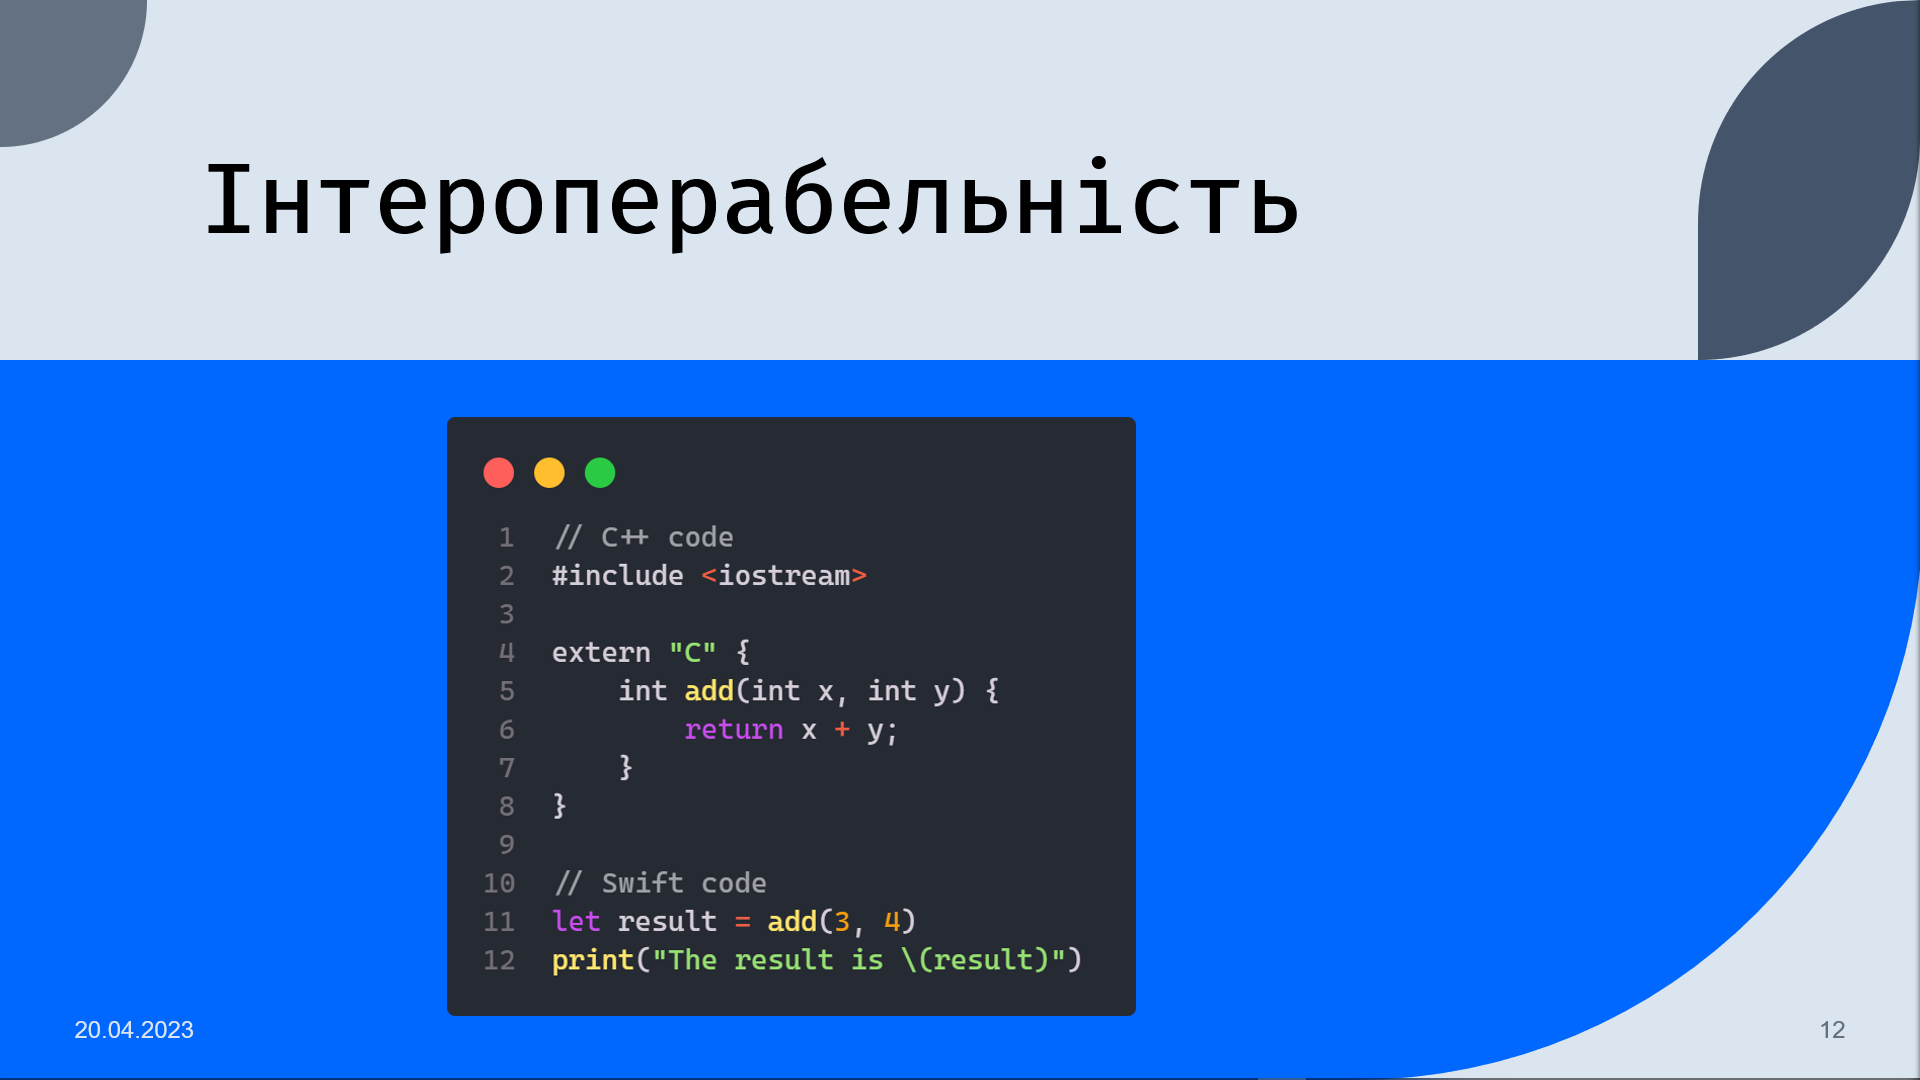 Інтероперабельність
1 // C++ code
2 #include <iostream>
3
4 extern "C" {
5     int add(int x, int y) {
6         return x + y;
7     }
8 }
9
10 // Swift code
11 let result = add(3, 4)
12 print("The result is \(result)")
20.04.2023
12